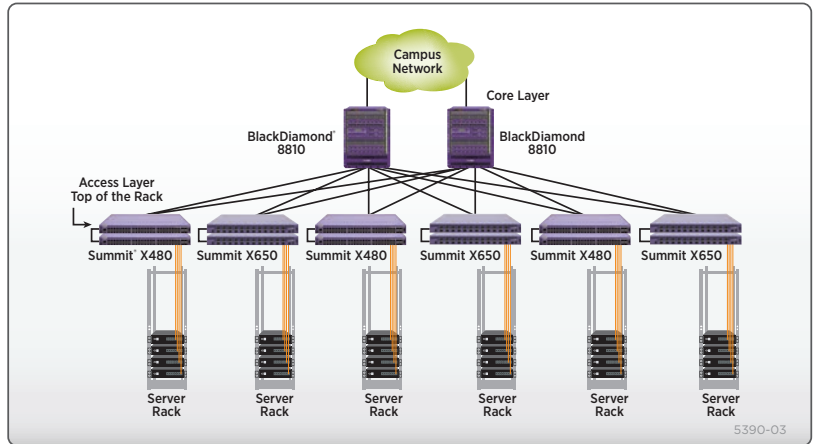 Campus
Network
Core Layer
BlackDiamond®
8810
BlackDiamond
8810
Access Layer
Top of the Rack
Summit® X480
Summit X650
Summit X480
Summit X650
Summit X480
Summit X650
Server
Rack
Server
Rack
Server
Rack
Server
Rack
Server
Rack
Server
Rack
5390-03